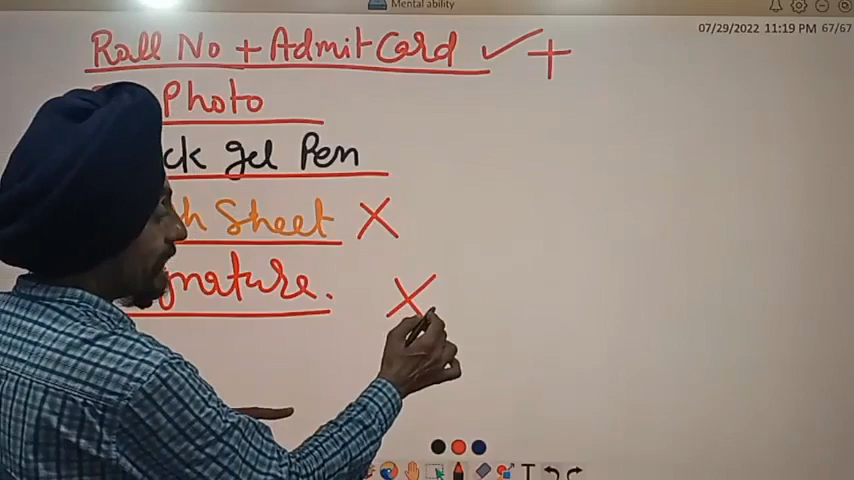 Mental ability
07/29/2022 11:19 PM 67/67
Roll No + Admit Card ✓ +
Photo
ck gel Pen
h Sheet X
gnature. X
T